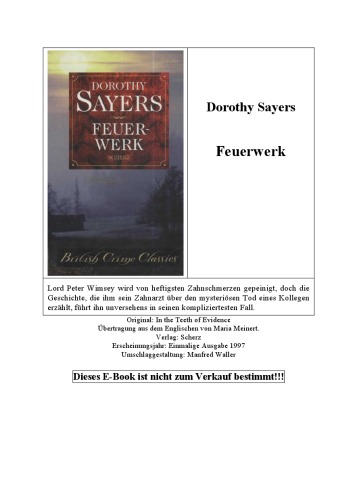 DOROTHY
SAYERS
FEUER-
WERK
British Crime Classics
Dorothy Sayers
Feuerwerk
Lord Peter Wimsey wird von heftigsten Zahnschmerzen gepeinigt, doch die
Geschichte, die ihm sein Zahnarzt über den mysteriösen Tod eines Kollegen
erzählt, führt ihn unversehens in seinen kompliziertesten Fall.
Original: In the Teeth of Evidence
Übertragung aus dem Englischen von Maria Meinert.
Verlag: Scherz
Erscheinungsjahr: Einmalige Ausgabe 1997
Umschlaggestaltung: Manfred Waller
Dieses E-Book ist nicht zum Verkauf bestimmt!!!